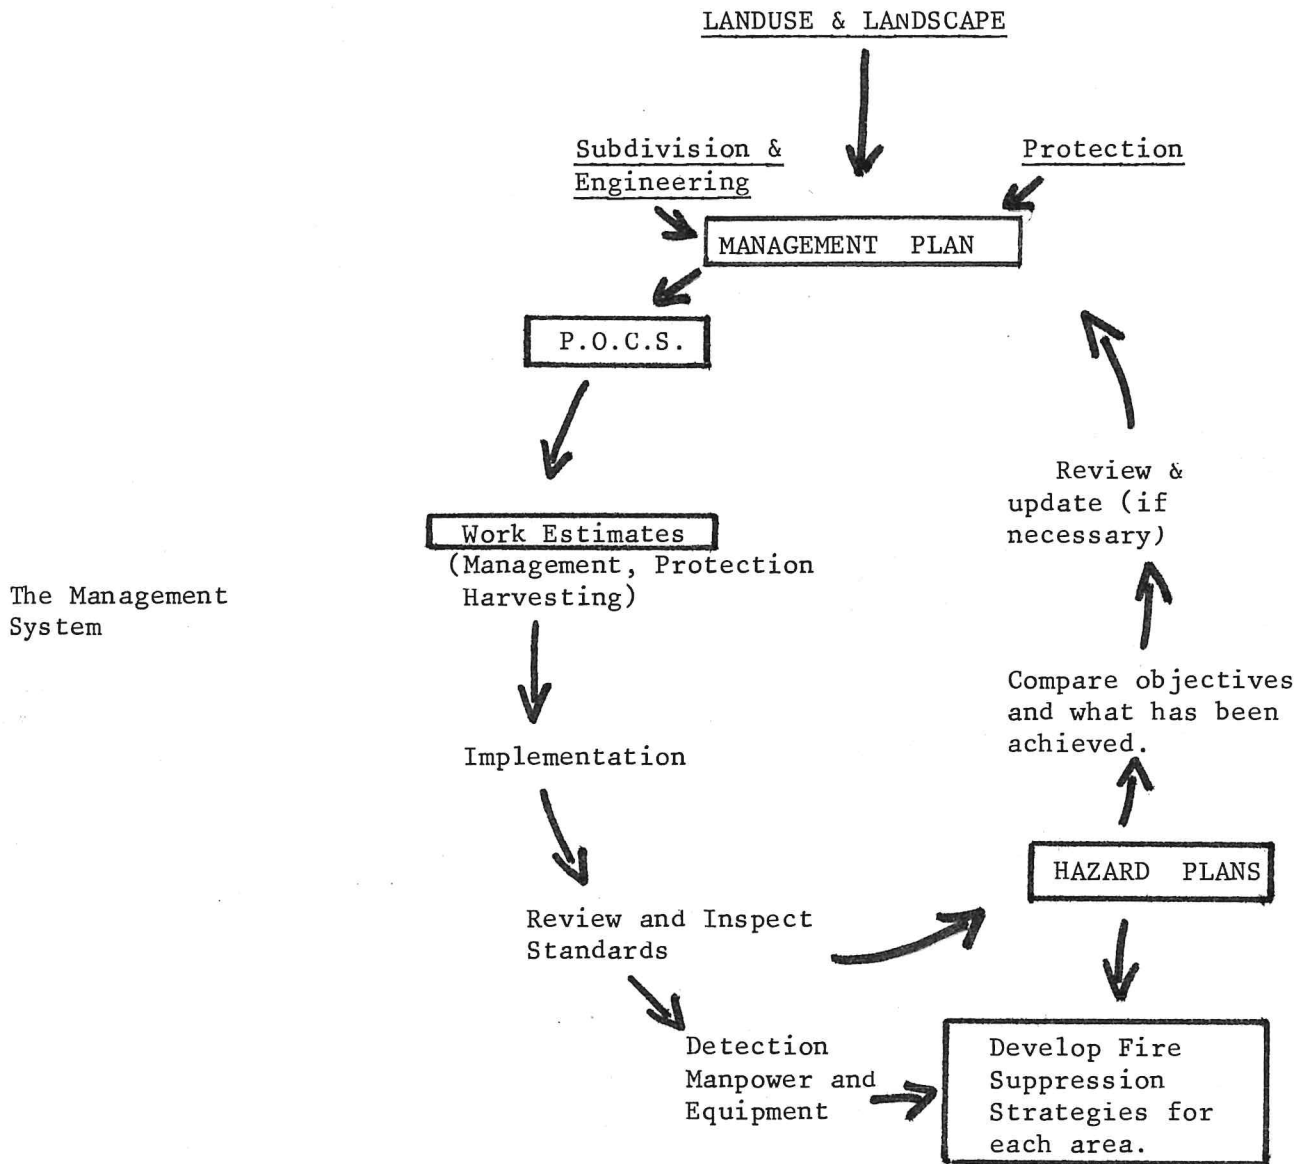 LANDUSE & LANDSCAPE
Subdivision &
Engineering
Protection
MANAGEMENT PLAN
P.O.C.S.
Work Estimates
(Management, Protection
Harvesting)
The Management
System
Implementation
Review and Inspect
Standards
Detection
Manpower and
Equipment
Develop Fire
Suppression
Strategies for
each area.
HAZARD PLANS
Compare objectives
and what has been
achieved.
Review &
update (if
necessary)